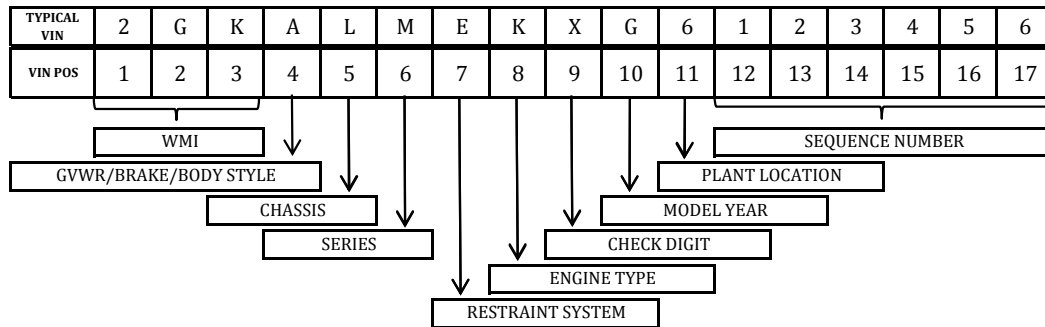 TYPICAL VIN 2 G K A L M E K X G 6 1 2 3 4 5 6
VIN POS 1 2 3 4 5 6 7 8 9 10 11 12 13 14 15 16 17
WMI SEQUENCE NUMBER
GVWR/BRAKE/BODY STYLE PLANT LOCATION
CHASSIS MODEL YEAR
SERIES CHECK DIGIT
ENGINE TYPE
RESTRAINT SYSTEM